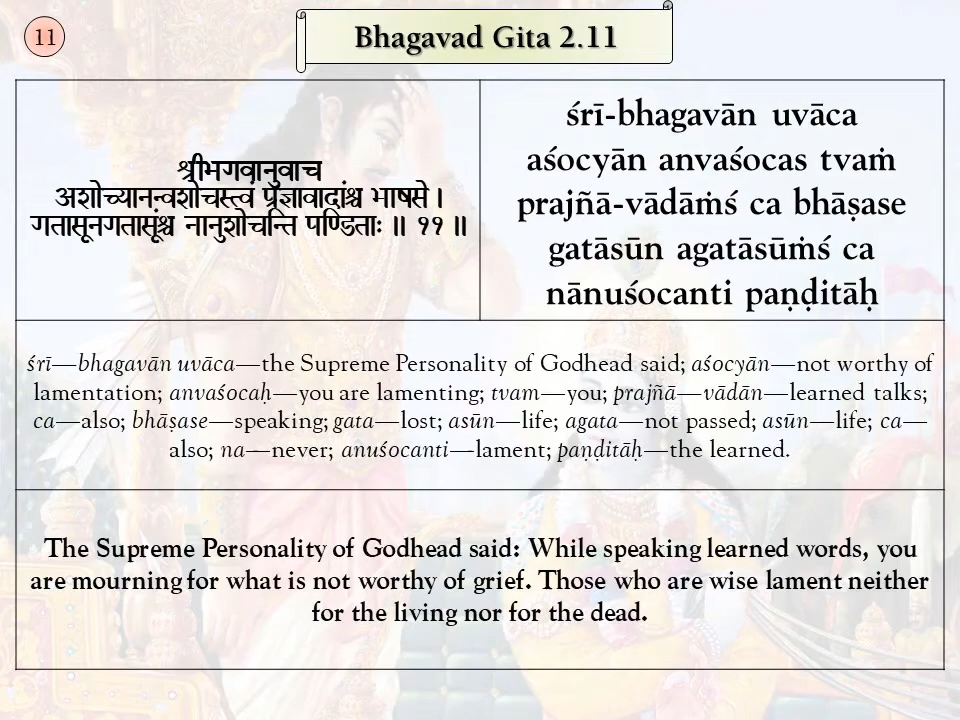 11
Bhagavad Gita 2.11
श्रीभगवानुवाच
अशोच्यानन्वशोचस्त्वं प्रज्ञावादांश्च भाषसे ।
गतासूनगतासूंश्च नानुशोचन्ति पण्डिताः ॥ ११ ॥
śrī-bhagavān uvāca
aśocyān anvaśocas tvaṁ
prajñā-vādāṁś ca bhāṣase
gatāsūn agatāsūṁś ca
nānuśocanti paṇḍitāḥ
śrī—bhagavān uvāca—the Supreme Personality of Godhead said; aśocyān—not worthy of
lamentation; anvaśocaḥ—you are lamenting; tvam—you; prajñā—vādān—learned talks;
ca—also; bhāṣase—speaking; gata—lost; asūn—life; agata—not passed; asūn—life; ca—
also; na—never; anuśocanti—lament; paṇḍitāḥ—the learned.
The Supreme Personality of Godhead said: While speaking learned words, you
are mourning for what is not worthy of grief. Those who are wise lament neither
for the living nor for the dead.